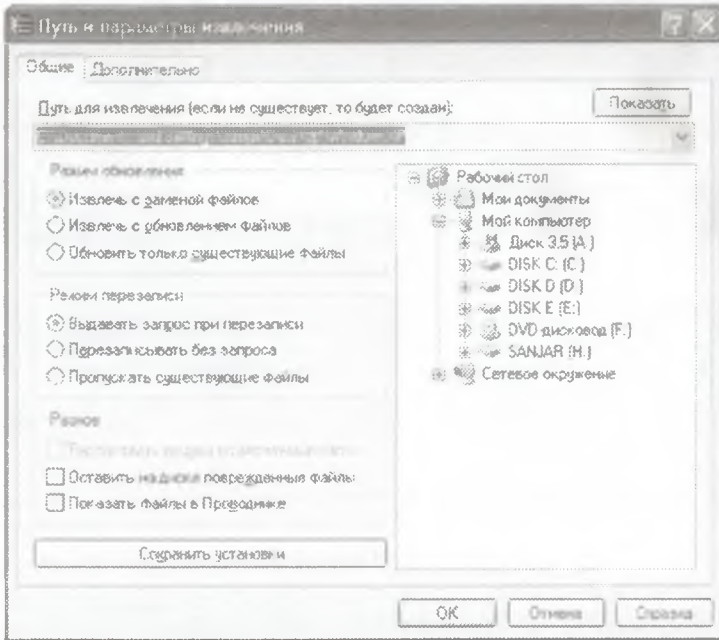 Путь и параметры извлечения
Общие Дополнительно
Путь для извлечения (если не существует, то будет создан):
Показать
Режим обновления
Извлечь с заменой файлов
Извлечь с обновлением файлов
Обновить только существующие файлы
Режим перезаписи
Выдавать запрос при перезаписи
Перезаписывать без запроса
Пропускать существующие файлы
Разное
Оставить на диске поврежденные файлы
Показать файлы в Проводнике
Сохранить установки
Рабочий стол
Мои документы
Мой компьютер
Диск 3.5 (A:)
DISK C: (C:)
DISK D (D:)
DISK E (E:)
DVD дисковод (F:)
SANJAR (H:)
Сетевое окружение
OK Отмена Справка